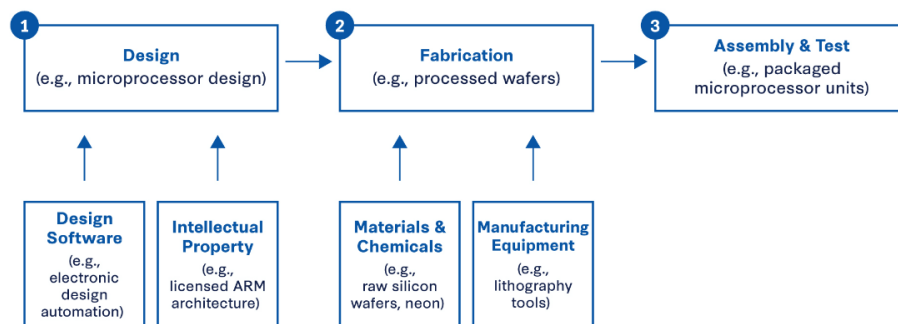 1
Design
(e.g., microprocessor design)
2
Fabrication
(e.g., processed wafers)
3
Assembly & Test
(e.g., packaged
microprocessor units)
Design
Software
(e.g.,
electronic
design
automation)
Intellectual
Property
(e.g.,
licensed ARM
architecture)
Materials &
Chemicals
(e.g.,
raw silicon
wafers, neon)
Manufacturing
Equipment
(e.g.,
lithography
tools)